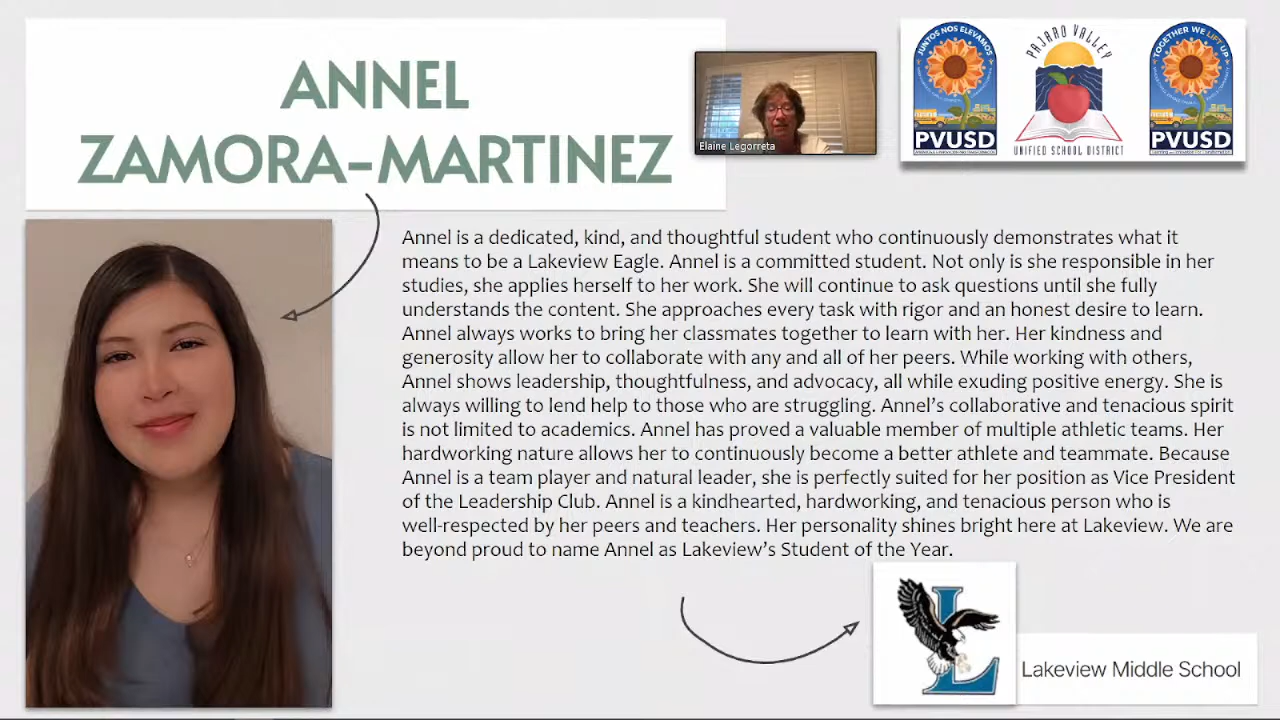 ANNEL
ZAMORA-MARTINEZ
Elaine Legorreta
JUNTOS NOS ELEVAMOS
PVUSD
PAJARO VALLEY
UNIFIED SCHOOL DISTRICT
TOGETHER WE LIFT UP
PVUSD
Annel is a dedicated, kind, and thoughtful student who continuously demonstrates what it
means to be a Lakeview Eagle. Annel is a committed student. Not only is she responsible in her
studies, she applies herself to her work. She will continue to ask questions until she fully
understands the content. She approaches every task with rigor and an honest desire to learn.
Annel always works to bring her classmates together to learn with her. Her kindness and
generosity allow her to collaborate with any and all of her peers. While working with others,
Annel shows leadership, thoughtfulness, and advocacy, all while exuding positive energy. She is
always willing to lend help to those who are struggling. Annel’s collaborative and tenacious spirit
is not limited to academics. Annel has proved a valuable member of multiple athletic teams. Her
hardworking nature allows her to continuously become a better athlete and teammate. Because
Annel is a team player and natural leader, she is perfectly suited for her position as Vice President
of the Leadership Club. Annel is a kindhearted, hardworking, and tenacious person who is
well-respected by her peers and teachers. Her personality shines bright here at Lakeview. We are
beyond proud to name Annel as Lakeview’s Student of the Year.
L
Lakeview Middle School